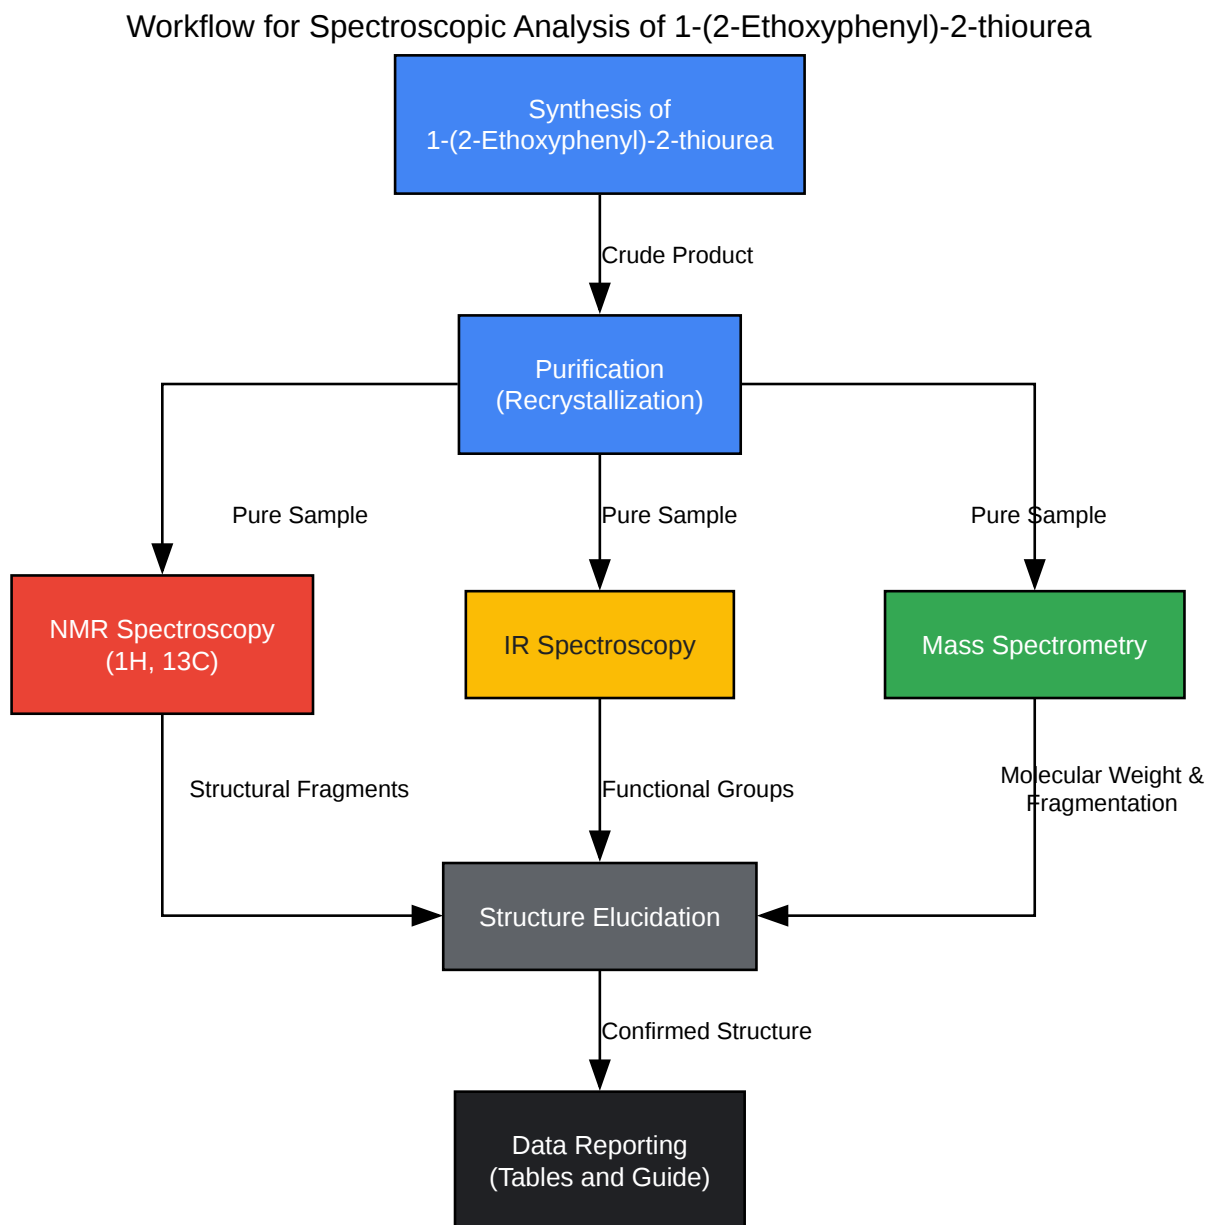 Workflow for Spectroscopic Analysis of 1-(2-Ethoxyphenyl)-2-thiourea
Synthesis of
1-(2-Ethoxyphenyl)-2-thiourea
Crude Product
Purification
(Recrystallization)
Pure Sample
Pure Sample
Pure Sample
NMR Spectroscopy
(1H, 13C)
IR Spectroscopy
Mass Spectrometry
Structural Fragments
Functional Groups
Molecular Weight &
Fragmentation
Structure Elucidation
Confirmed Structure
Data Reporting
(Tables and Guide)